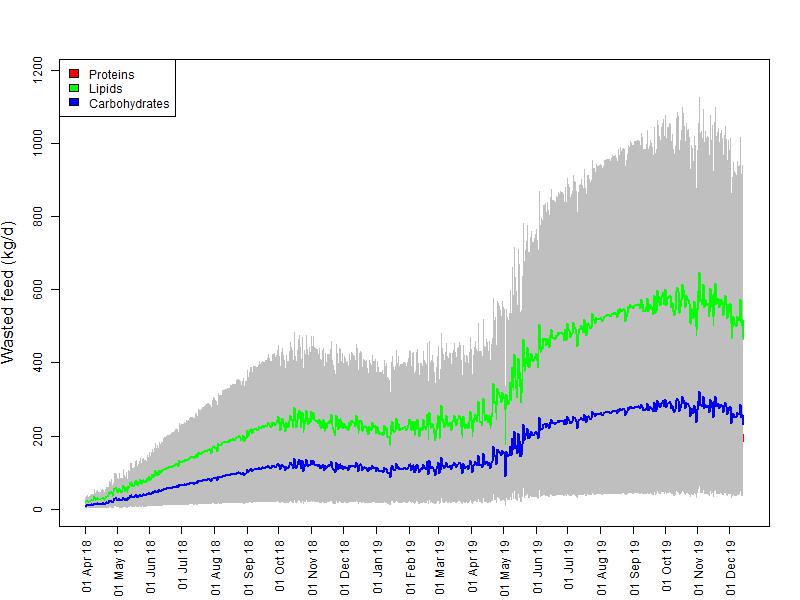 Proteins
Lipids
Carbohydrates
Wasted feed (kg/d)
1200
1000
800
600
400
200
0
01 Apr 18
01 May 18
01 Jun 18
01 Jul 18
01 Aug 18
01 Sep 18
01 Oct 18
01 Nov 18
01 Dec 18
01 Jan 19
01 Feb 19
01 Mar 19
01 Apr 19
01 May 19
01 Jun 19
01 Jul 19
01 Aug 19
01 Sep 19
01 Oct 19
01 Nov 19
01 Dec 19